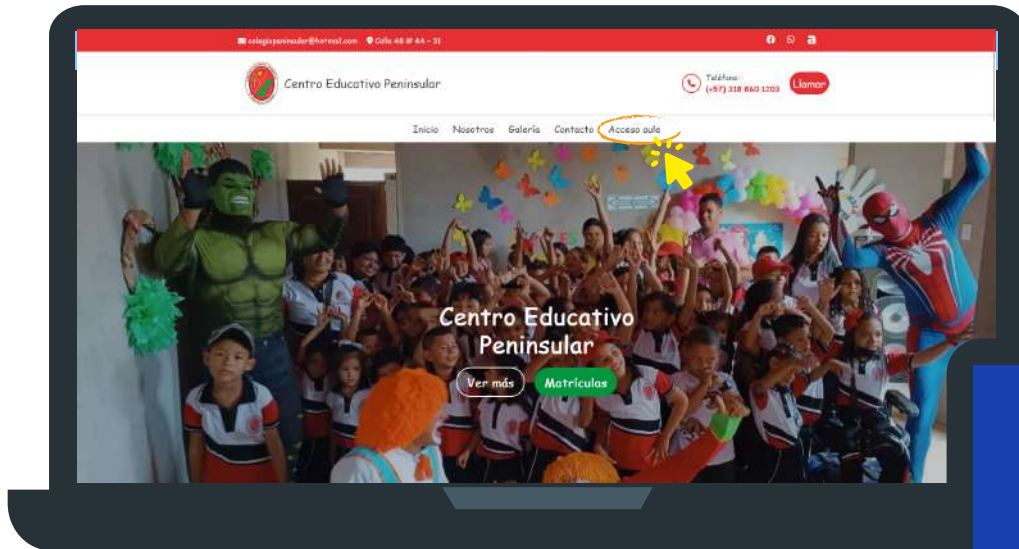 colegiopeninsular@hotmail.com Calle 48 # 4A - 31
Centro Educativo Peninsular
Teléfono:
(+57) 318 860 1203
Llamar
Inicio Nosotros Galería Contacto Acceso aula
Centro Educativo
Peninsular
Ver más Matrículas